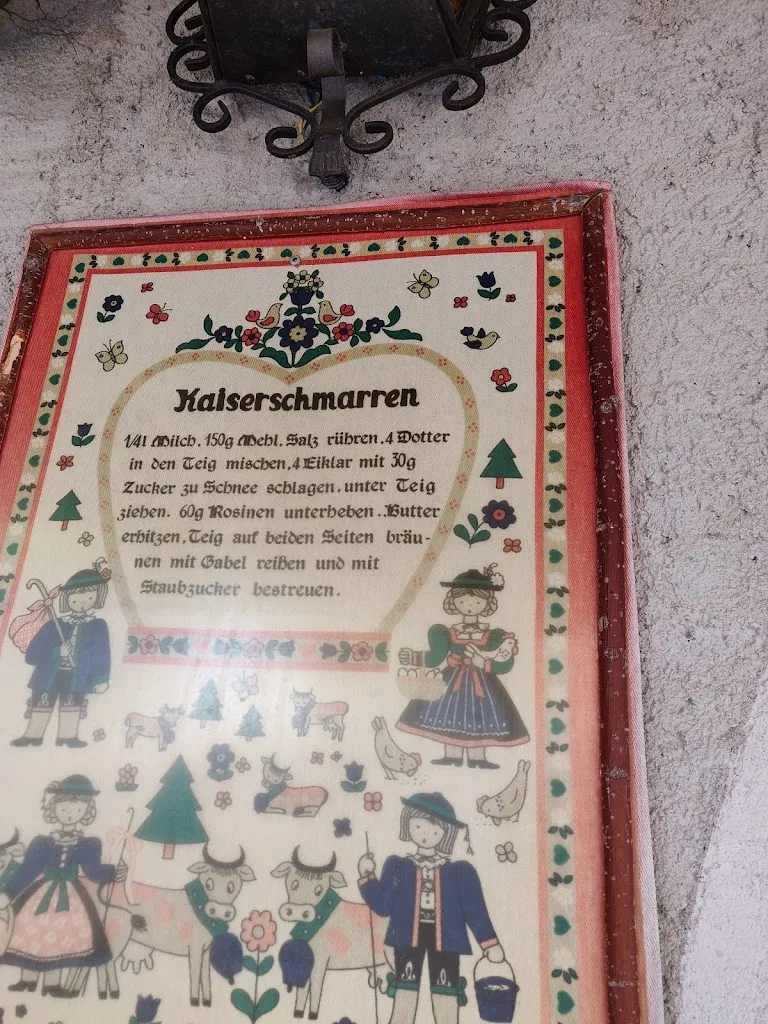 Kaiserschmarren
1/4l Milch, 150g Mehl, Salz rühren, 4 Dotter
in den Teig mischen, 4 Eiklar mit 30g
Zucker zu Schnee schlagen, unter Teig
ziehen. 60g Rosinen unterheben. Butter
erhitzen, Teig auf beiden Seiten bräu-
nen mit Gabel reißen und mit
Staubzucker bestreuen.